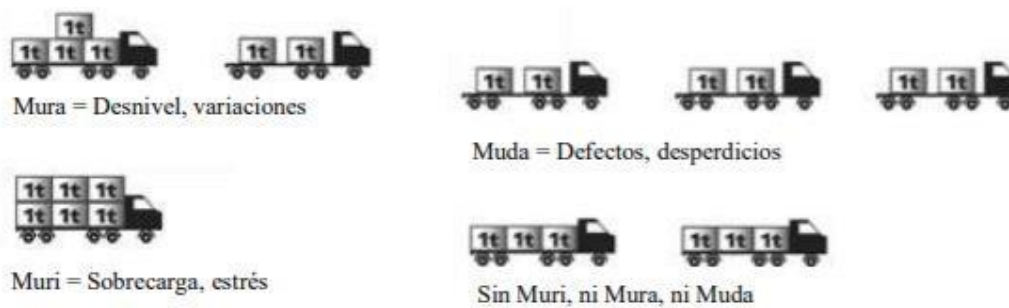 1t
1t 1t 1t
1t 1t
Mura = Desnivel, variaciones
1t 1t
1t 1t
1t 1t
Muda = Defectos, desperdicios
1t 1t 1t
1t 1t 1t
Muri = Sobrecarga, estrés
1t 1t 1t
1t 1t 1t
Sin Muri, ni Mura, ni Muda